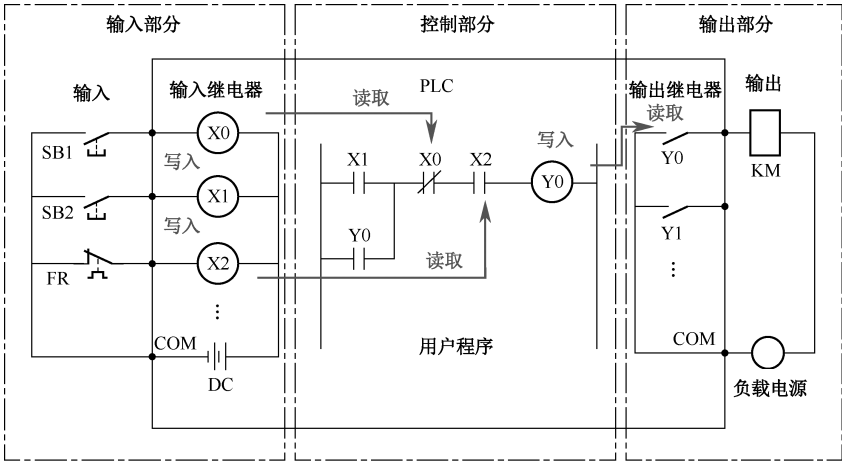 输入部分
控制部分
输出部分
输入
输入继电器
读取
PLC
输出继电器
输出
读取
X0
SB1
写入
写入
Y0
KM
X1
X0
X2
Y0
X1
SB2
写入
Y0
Y1
X2
FR
读取
⋮
⋮
COM
DC
用户程序
COM
负载电源